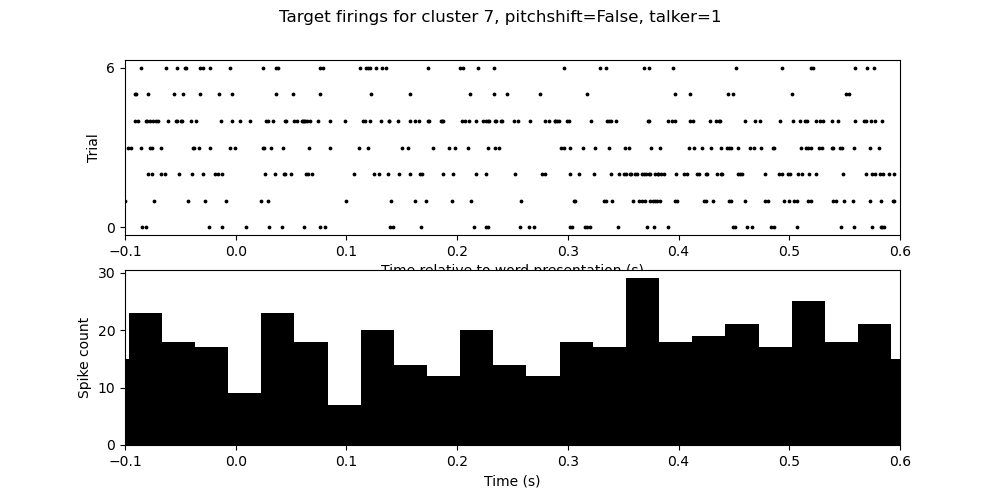 Target firings for cluster 7, pitchshift=False, talker=1
6
Trial
0
−0.1 0.0 0.1 0.2 0.3 0.4 0.5 0.6
Time relative to word presentation (s)
30
20
Spike count
10
0
−0.1 0.0 0.1 0.2 0.3 0.4 0.5 0.6
Time (s)